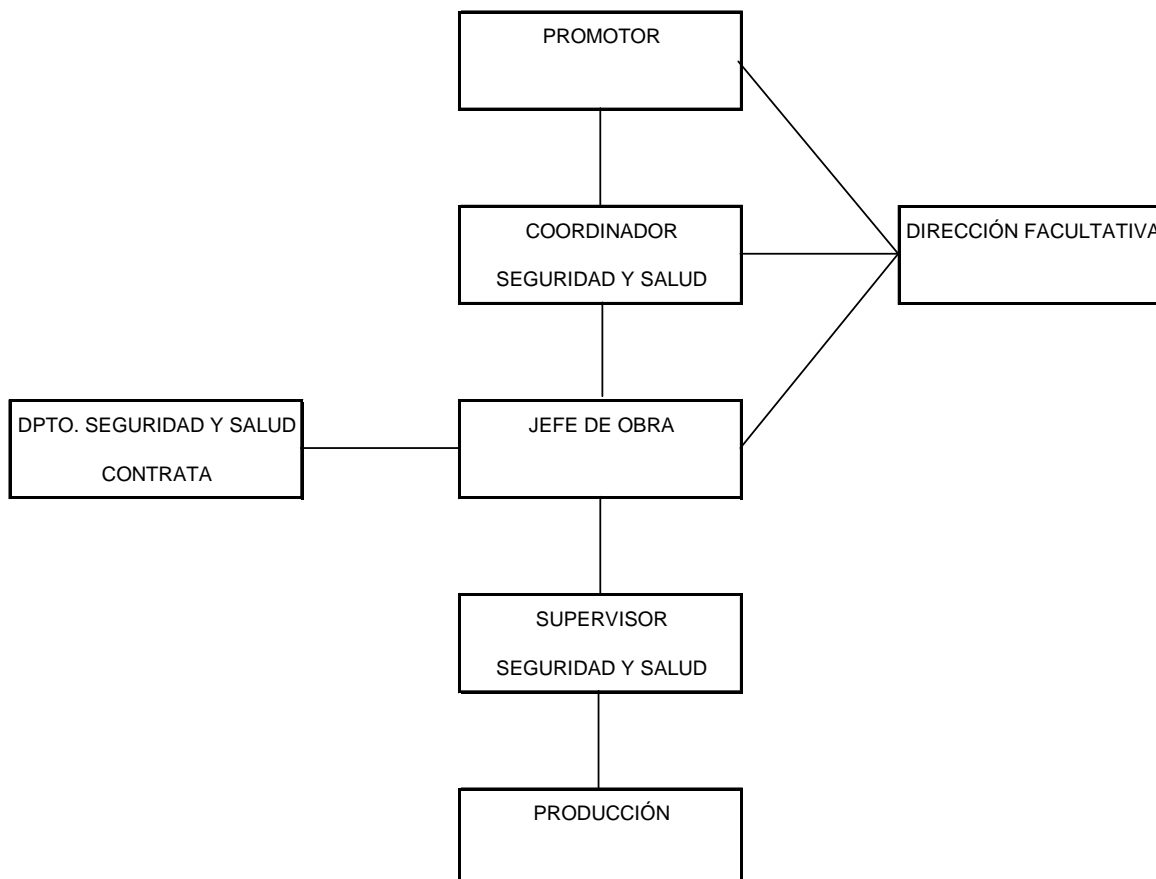 PROMOTOR
COORDINADOR
SEGURIDAD Y SALUD
DIRECCIÓN FACULTATIVA
DPTO. SEGURIDAD Y SALUD
CONTRATA
JEFE DE OBRA
SUPERVISOR
SEGURIDAD Y SALUD
PRODUCCIÓN